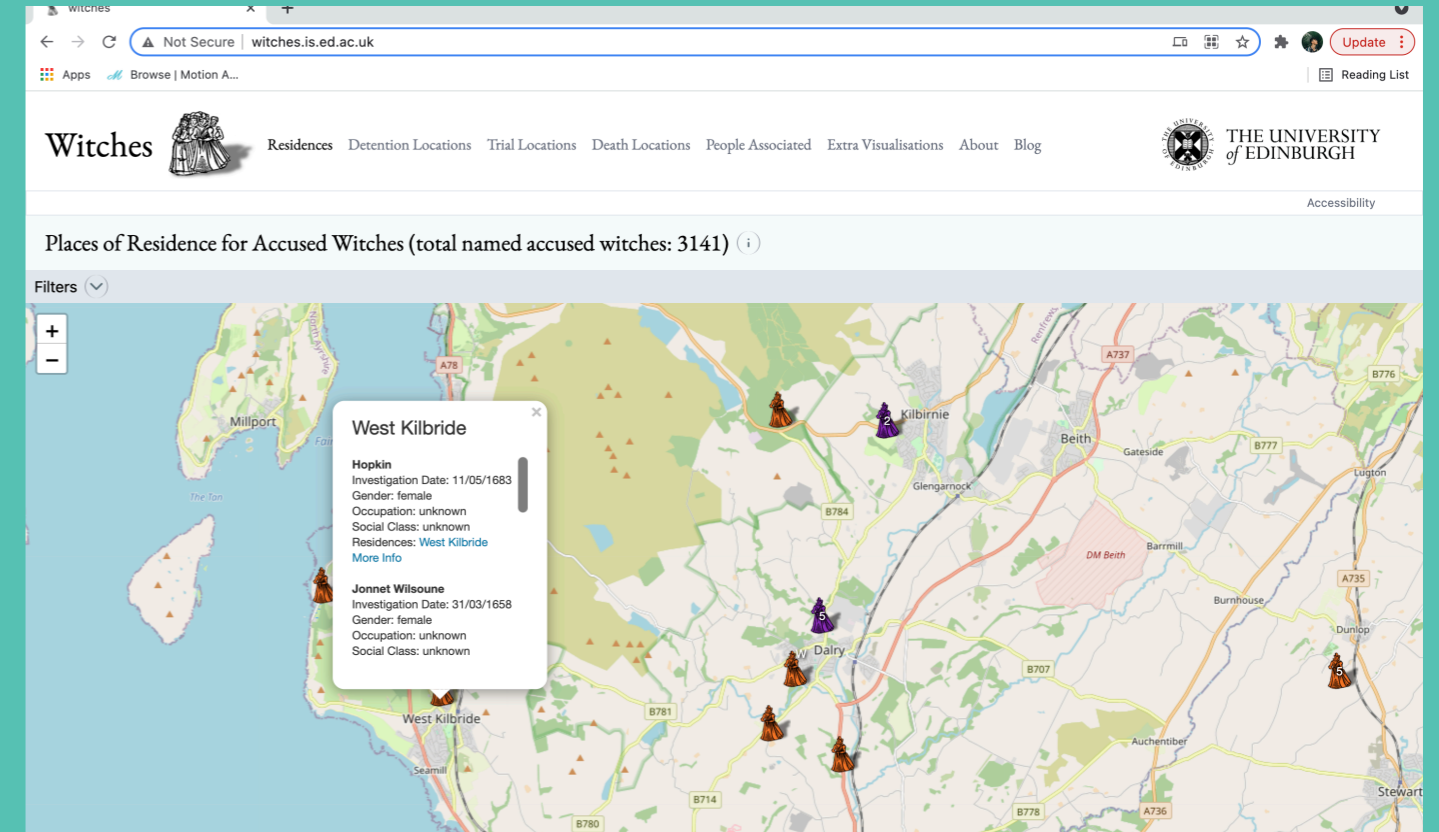 witches
Not Secure | witches.is.ed.ac.uk
Update
Apps
Browse | Motion A...
Reading List
Witches
Residences
Detention Locations
Trial Locations
Death Locations
People Associated
Extra Visualisations
About
Blog
THE UNIVERSITY
of EDINBURGH
Accessibility
Places of Residence for Accused Witches (total named accused witches: 3141) i
Filters
+
−
North Ayrshire
A78
A737
B776
Millport
West Kilbride
Hopkin
Investigation Date: 11/05/1683
Gender: female
Occupation: unknown
Social Class: unknown
Residences: West Kilbride
More Info
Jonnet Wilsoune
Investigation Date: 31/03/1658
Gender: female
Occupation: unknown
Social Class: unknown
2
Kilbirnie
Beith
Gateside
B777
Lugton
The Tan
Glengarnock
B784
DM Beith
Barrmill
A735
Burnhouse
5
Dalry
Dunlop
5
B707
West Kilbride
B781
Auchentiber
Seamill
Stewart
B714
B778
A736
B780